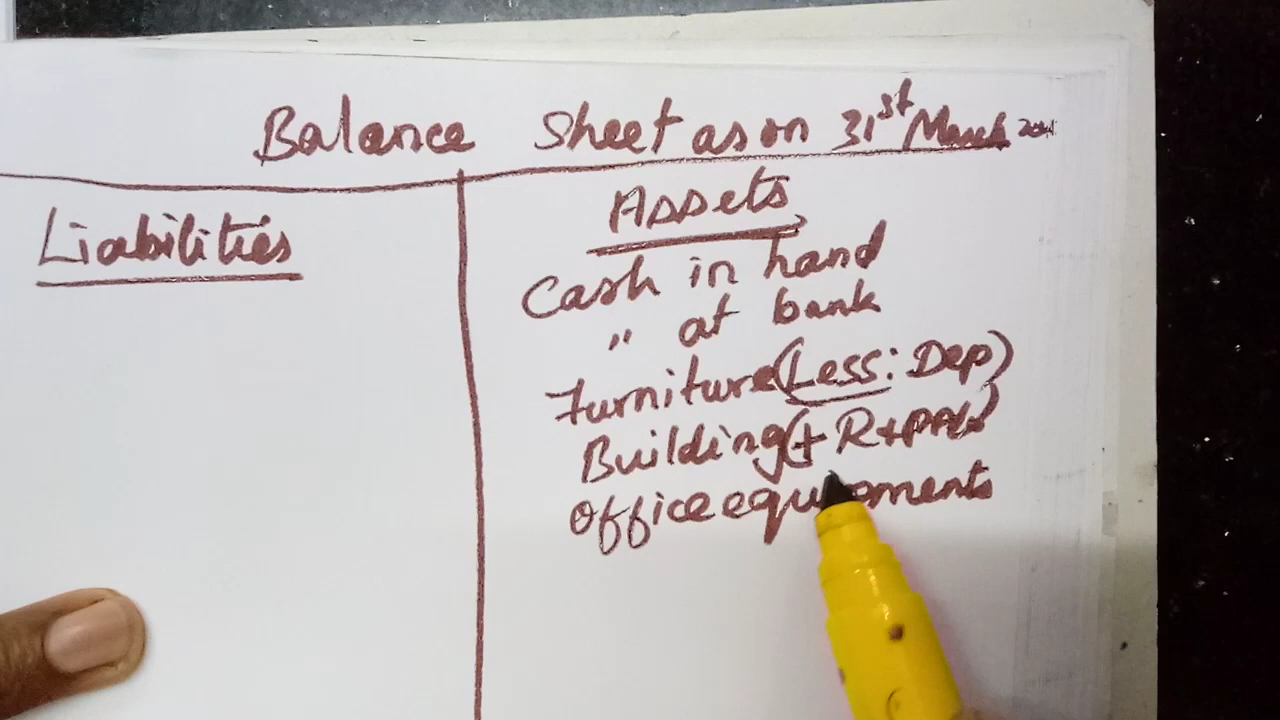 Balance Sheet as on 31st March
Liabilities
Assets
Cash in hand
" at bank
Furniture (Less: Dep)
Building (+ R+
Office equipments